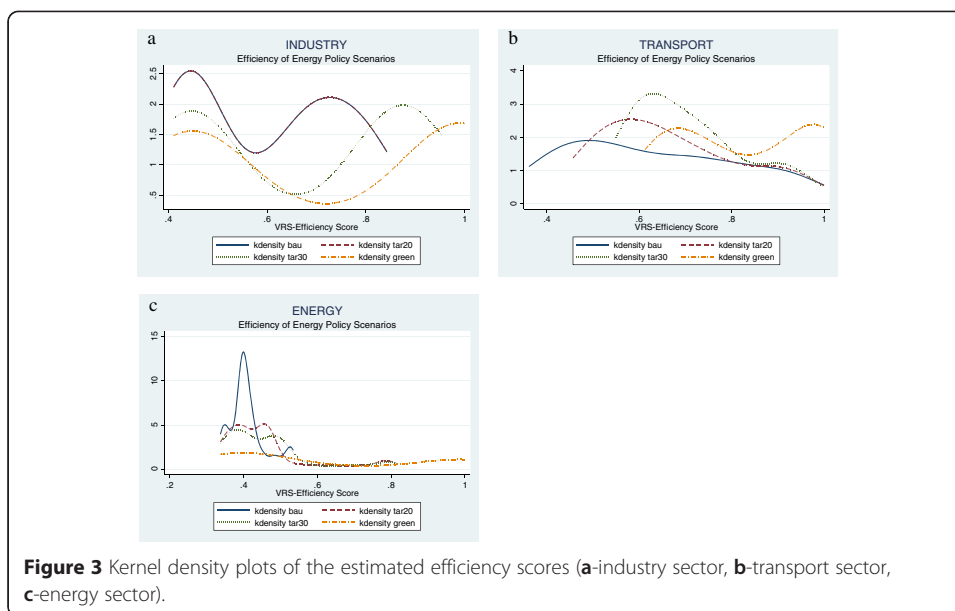 a
INDUSTRY
Efficiency of Energy Policy Scenarios
2.5
2
1.5
1
.5
.4 .6 .8 1
VRS-Efficiency Score
kdensity bau kdensity tar20
kdensity tar30 kdensity green
b
TRANSPORT
Efficiency of Energy Policy Scenarios
4
3
2
1
0
.4 .6 .8 1
VRS-Efficiency Score
kdensity bau kdensity tar20
kdensity tar30 kdensity green
c
ENERGY
Efficiency of Energy Policy Scenarios
15
10
5
0
.2 .4 .6 .8 1
VRS-Efficiency Score
kdensity bau kdensity tar20
kdensity tar30 kdensity green
Figure 3 Kernel density plots of the estimated efficiency scores (a-industry sector, b-transport sector,
c-energy sector).